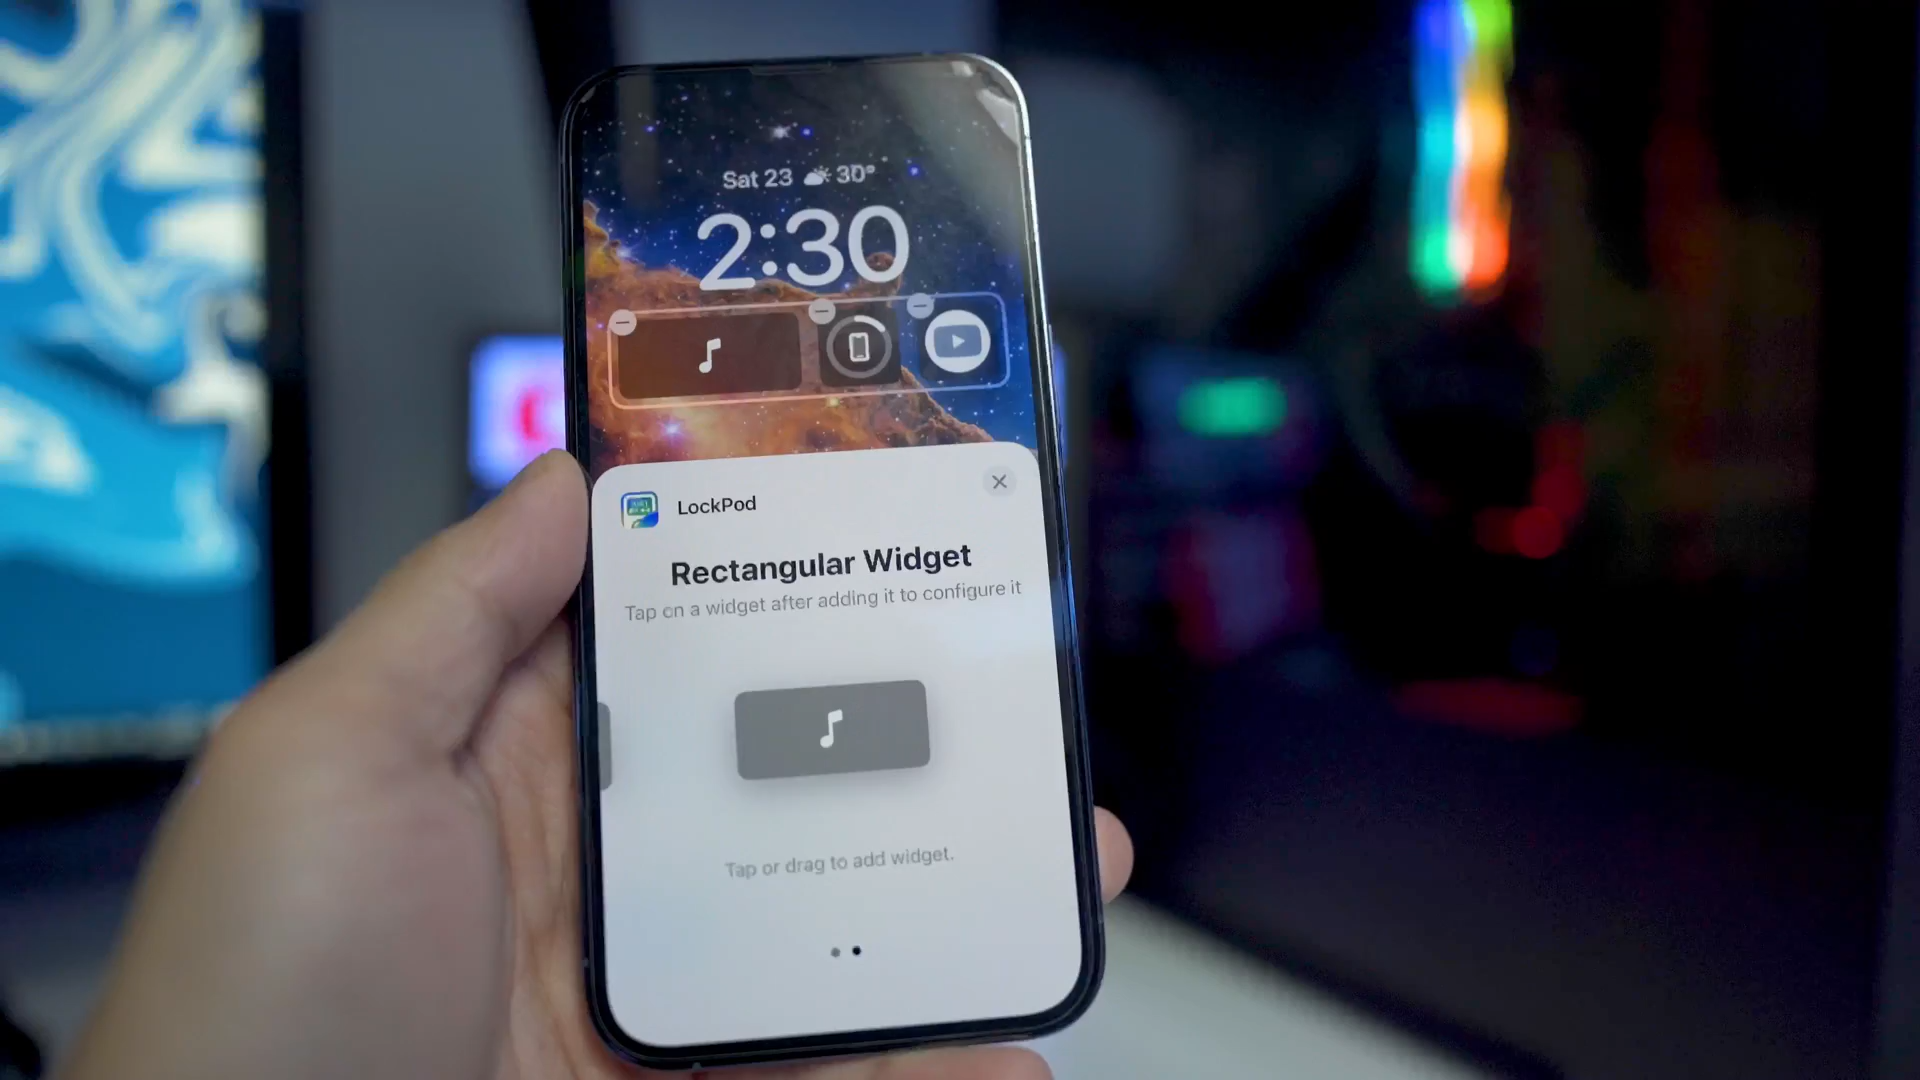 Sat 23 30°
2:30
LockPod
Rectangular Widget
Tap on a widget after adding it to configure it
Tap or drag to add widget.